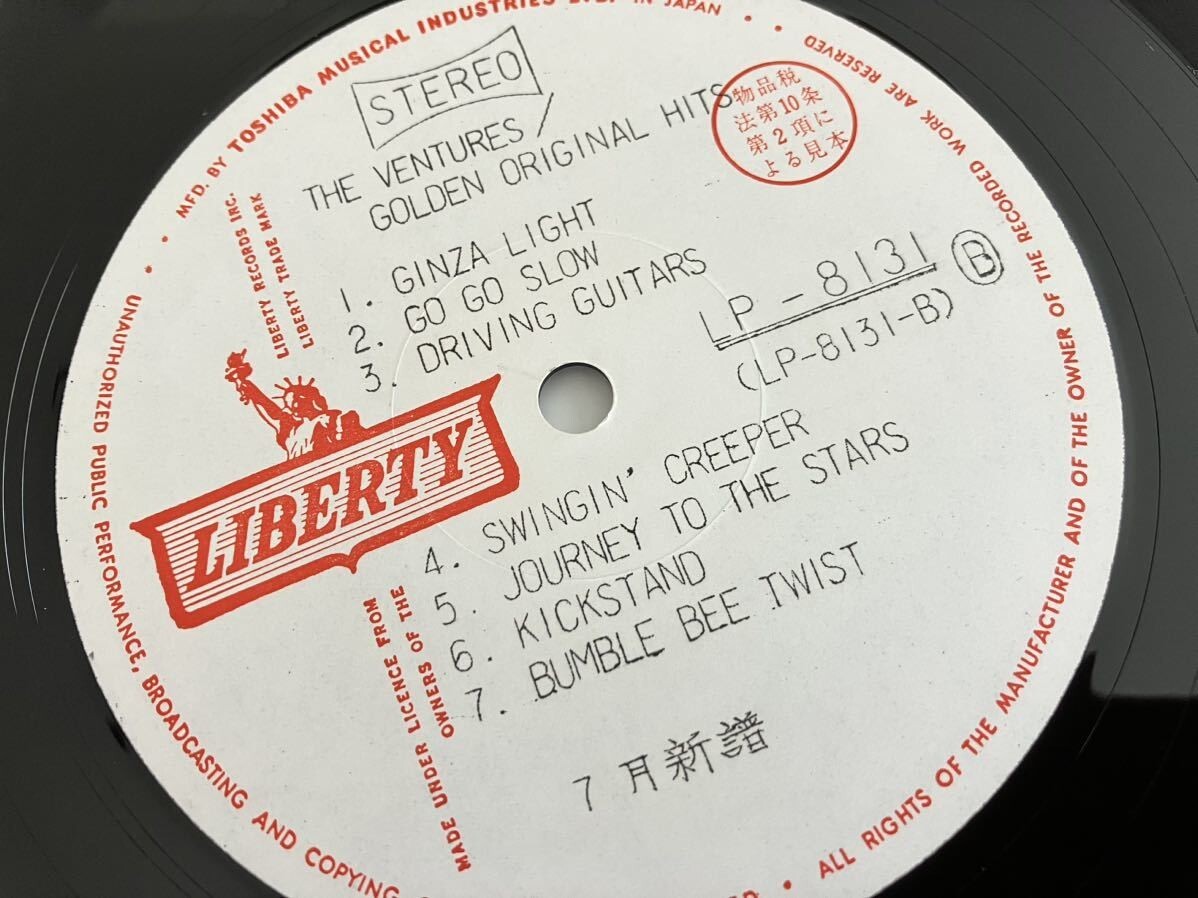 MFD. BY TOSHIBA MUSICAL INDUSTRIES LTD. IN JAPAN
STEREO
THE VENTURES /
GOLDEN ORIGINAL HITS
物品税
法第10条
第2項に
よる見本
LIBERTY RECORDS INC.
LIBERTY TRADE MARK
1. GINZA LIGHT
2. GO GO SLOW
3. DRIVING GUITARS
LP-8131 Ⓑ
(LP-8131-B)
LIBERTY
4. SWINGIN' CREEPER
5. JOURNEY TO THE STARS
6. KICKSTAND
7. BUMBLE BEE TWIST
MADE UNDER LICENCE FROM
OWNERS OF THE
7月新譜
ALL RIGHTS OF THE MANUFACTURER AND OF THE OWNER OF THE RECORDED WORK ARE RESERVED
UNAUTHORIZED PUBLIC PERFORMANCE, BROADCASTING AND COPYING